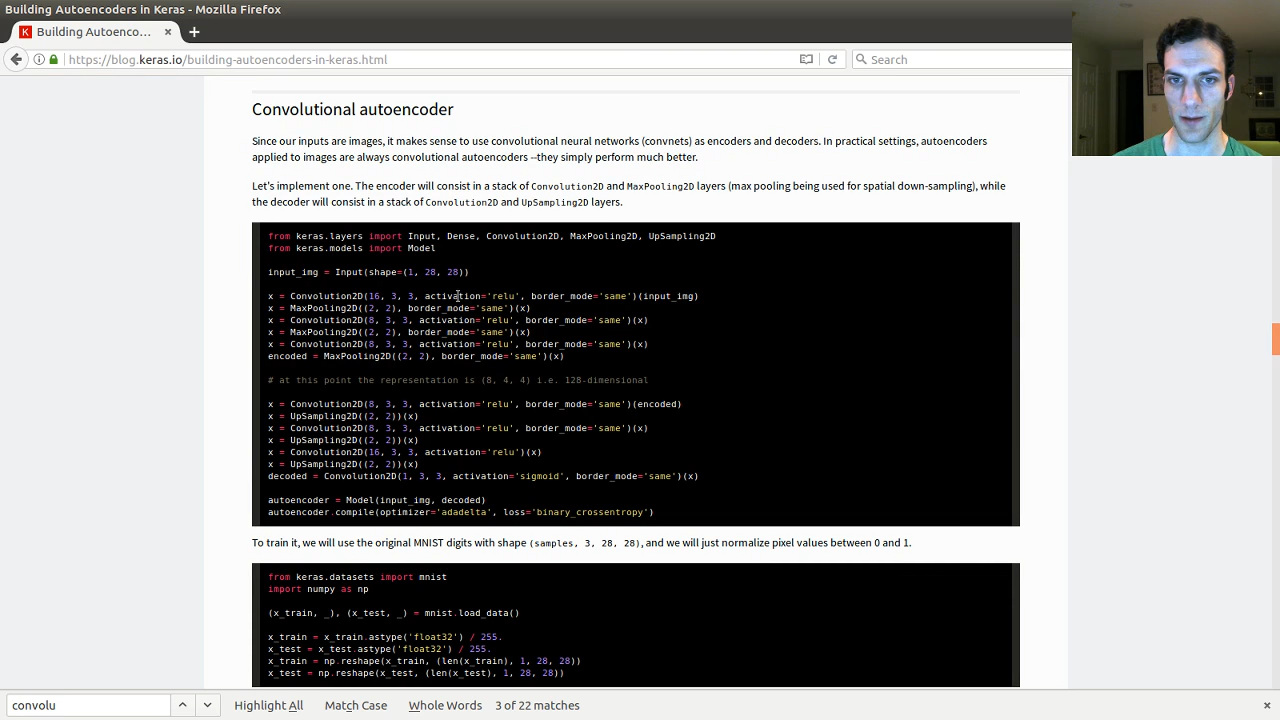 Building Autoencoders in Keras - Mozilla Firefox
Building Autoenco...
https://blog.keras.io/building-autoencoders-in-keras.html
Search
Convolutional autoencoder
Since our inputs are images, it makes sense to use convolutional neural networks (convnets) as encoders and decoders. In practical settings, autoencoders
applied to images are always convolutional autoencoders --they simply perform much better.
Let's implement one. The encoder will consist in a stack of Convolution2D and MaxPooling2D layers (max pooling being used for spatial down-sampling), while
the decoder will consist in a stack of Convolution2D and UpSampling2D layers.
from keras.layers import Input, Dense, Convolution2D, MaxPooling2D, UpSampling2D
from keras.models import Model
input_img = Input(shape=(1, 28, 28))
x = Convolution2D(16, 3, 3, activation='relu', border_mode='same')(input_img)
x = MaxPooling2D((2, 2), border_mode='same')(x)
x = Convolution2D(8, 3, 3, activation='relu', border_mode='same')(x)
x = MaxPooling2D((2, 2), border_mode='same')(x)
x = Convolution2D(8, 3, 3, activation='relu', border_mode='same')(x)
encoded = MaxPooling2D((2, 2), border_mode='same')(x)
# at this point the representation is (8, 4, 4) i.e. 128-dimensional
x = Convolution2D(8, 3, 3, activation='relu', border_mode='same')(encoded)
x = UpSampling2D((2, 2))(x)
x = Convolution2D(8, 3, 3, activation='relu', border_mode='same')(x)
x = UpSampling2D((2, 2))(x)
x = Convolution2D(16, 3, 3, activation='relu')(x)
x = UpSampling2D((2, 2))(x)
decoded = Convolution2D(1, 3, 3, activation='sigmoid', border_mode='same')(x)
autoencoder = Model(input_img, decoded)
autoencoder.compile(optimizer='adadelta', loss='binary_crossentropy')
To train it, we will use the original MNIST digits with shape (samples, 3, 28, 28), and we will just normalize pixel values between 0 and 1.
from keras.datasets import mnist
import numpy as np
(x_train, _), (x_test, _) = mnist.load_data()
x_train = x_train.astype('float32') / 255.
x_test = x_test.astype('float32') / 255.
x_train = np.reshape(x_train, (len(x_train), 1, 28, 28))
x_test = np.reshape(x_test, (len(x_test), 1, 28, 28))
convolu
Highlight All
Match Case
Whole Words
3 of 22 matches